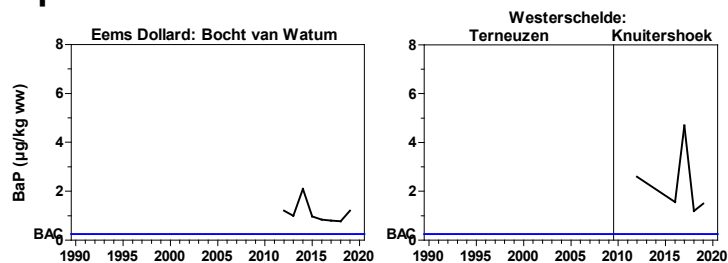 Eems Dollard: Bocht van Watum
8
6
4
2
BAC
0
BaP (µg/kg ww)
1990 1995 2000 2005 2010 2015 2020
Westerschelde:
Terneuzen Knuitershoek
8
6
4
2
BAC
0
1990 1995 2000 2005 2010 2015 2020